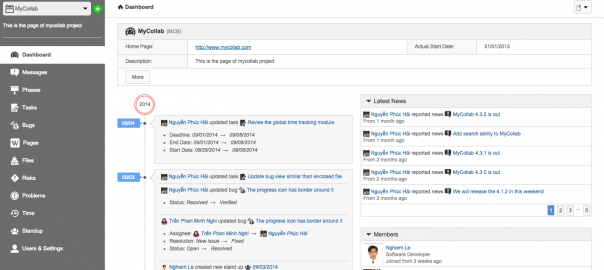 MyCollab
This is the page of mycollab project
Dashboard
Messages
Phases
Tasks
Bugs
Pages
Files
Risks
Problems
Time
Standup
Users & Settings
Dashboard
MyCollab (MCB)
Home Page: http://www.mycollab.com Actual Start Date: 01/01/2013
Description: This is the page of mycollab project
More
2014
09/04
Nguyễn Phúc Hải updated task Revise the global time tracking module
Deadline: 09/01/2014 → 09/08/2014
End Date: 09/01/2014 → 09/08/2014
Start Date: 08/29/2014 → 09/05/2014
09/03
Nguyễn Phúc Hải updated task Update bug view similar than enclosed file
Nguyễn Phúc Hải updated bug The progress icon has border around it
Status: Resolved → Verified
Trần Phan Minh Nghi updated bug The progress icon has border around it
Assignee: Trần Phan Minh Nghi → Nguyễn Phúc Hải
Resolution: New issue → Fixed
Status: Open → Resolved
Nghiem Le created new stand up 09/03/2014
Latest News
Nguyễn Phúc Hải reported news MyCollab 4.3.2 is out
From 1 month ago
Nguyễn Phúc Hải reported news Add search ability to MyCollab
From 2 months ago
Nguyễn Phúc Hải reported news MyCollab 4.3.1 is out
From 2 months ago
Nguyễn Phúc Hải reported news MyCollab 4.3.0 is out
From 3 months ago
Nguyễn Phúc Hải reported news We will release the 4.1.2 in this weekend
From 4 months ago
1 2 3 ... 5
Members
Nghiem Le
Software Developer
Joined from 3 weeks ago